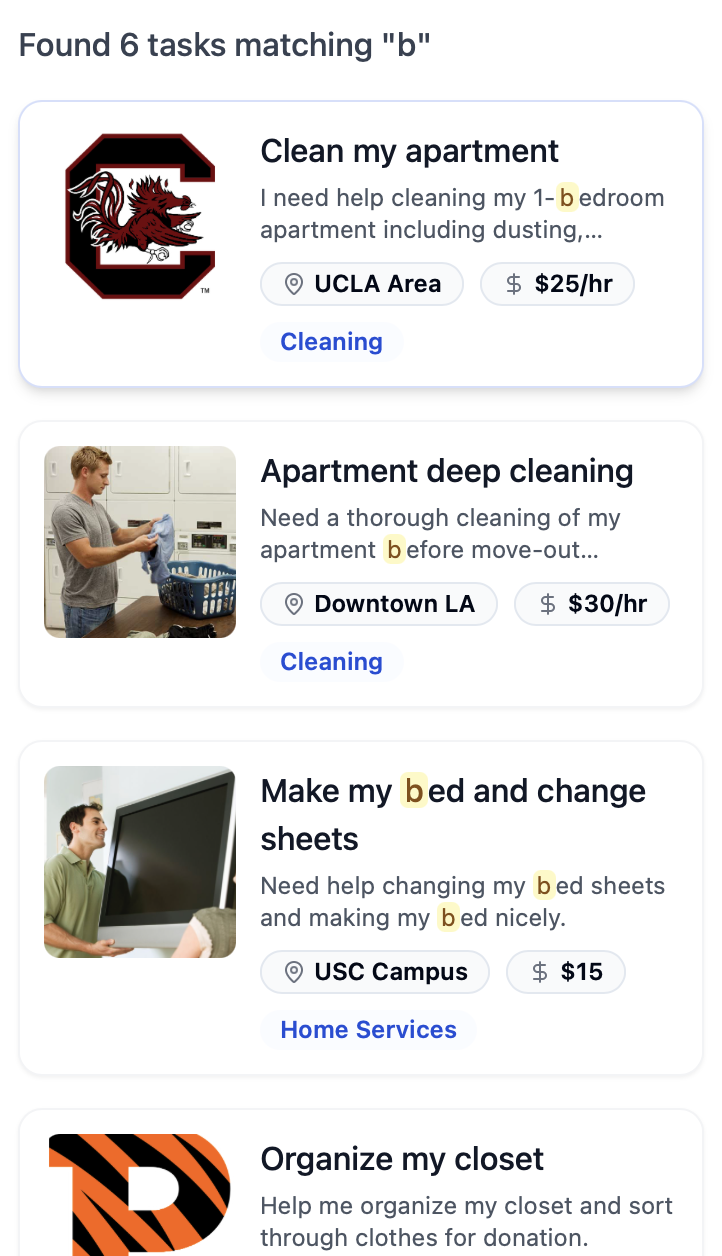 Found 6 tasks matching "b"
Clean my apartment
I need help cleaning my 1-bedroom
apartment including dusting,...
UCLA Area
$ $25/hr
Cleaning
TM
Apartment deep cleaning
Need a thorough cleaning of my
apartment before move-out...
Downtown LA
$ $30/hr
Cleaning
Make my bed and change
sheets
Need help changing my bed sheets
and making my bed nicely.
USC Campus
$ $15
Home Services
Organize my closet
Help me organize my closet and sort
through clothes for donation.